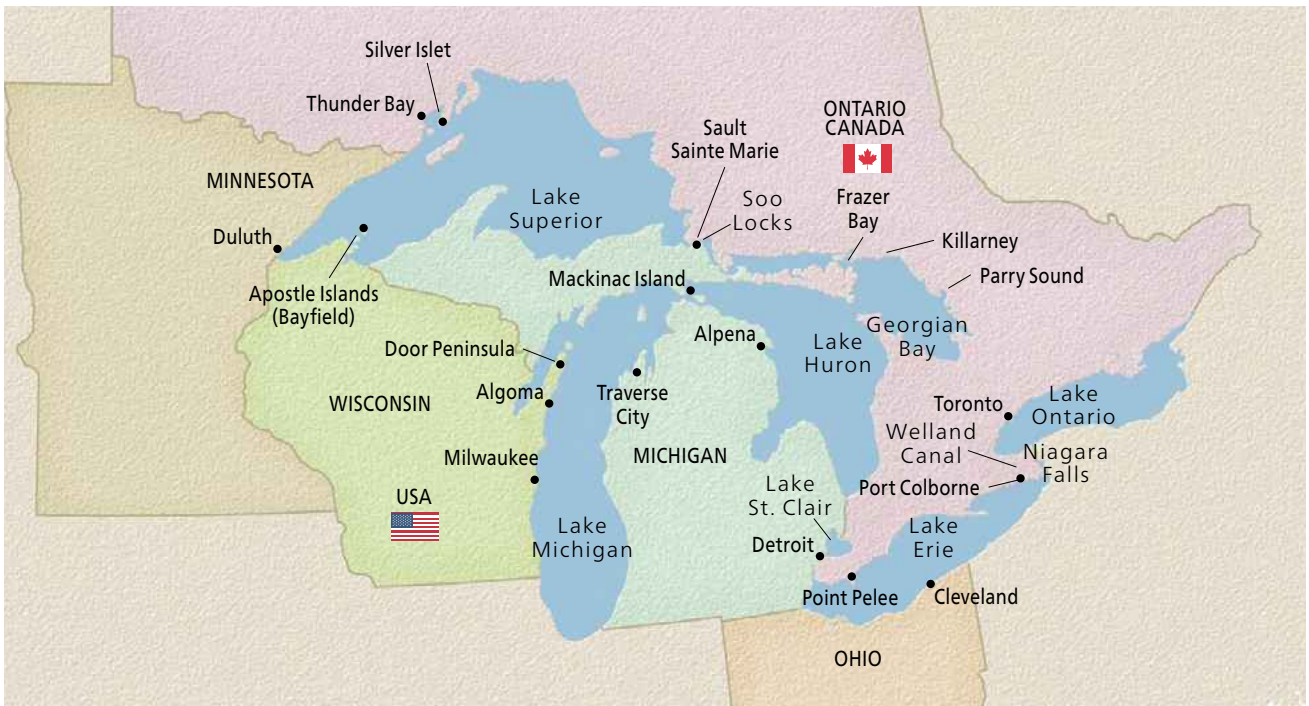 Silver Islet
Thunder Bay
ONTARIO
CANADA
Sault
Sainte Marie
MINNESOTA
Lake
Superior
Soo
Locks
Frazer
Bay
Duluth
Killarney
Mackinac Island
Parry Sound
Apostle Islands
(Bayfield)
Georgian
Bay
Alpena
Lake
Huron
Door Peninsula
Algoma
Traverse
City
WISCONSIN
Toronto
Lake
Ontario
Welland
Canal
Niagara
Falls
MICHIGAN
Milwaukee
Port Colborne
Lake
St. Clair
USA
Lake
Michigan
Lake
Erie
Detroit
Point Pelee
Cleveland
OHIO